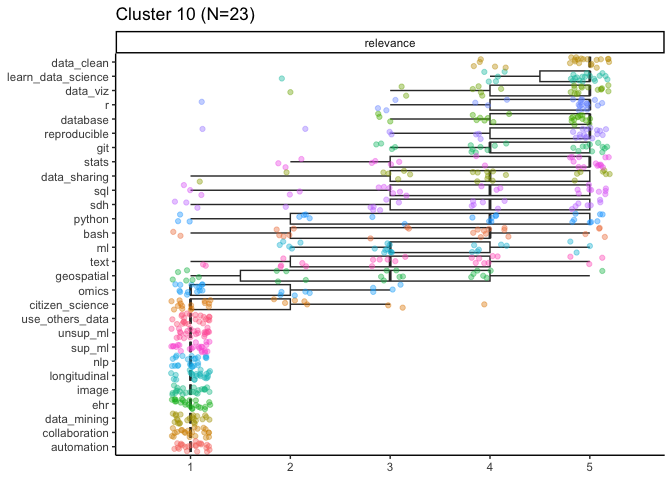 Cluster 10 (N=23)
relevance
data_clean
learn_data_science
data_viz
r
database
reproducible
git
stats
data_sharing
sql
sdh
python
bash
ml
text
geospatial
omics
citizen_science
use_others_data
unsup_ml
sup_ml
nlp
longitudinal
image
ehr
data_mining
collaboration
automation
1 2 3 4 5